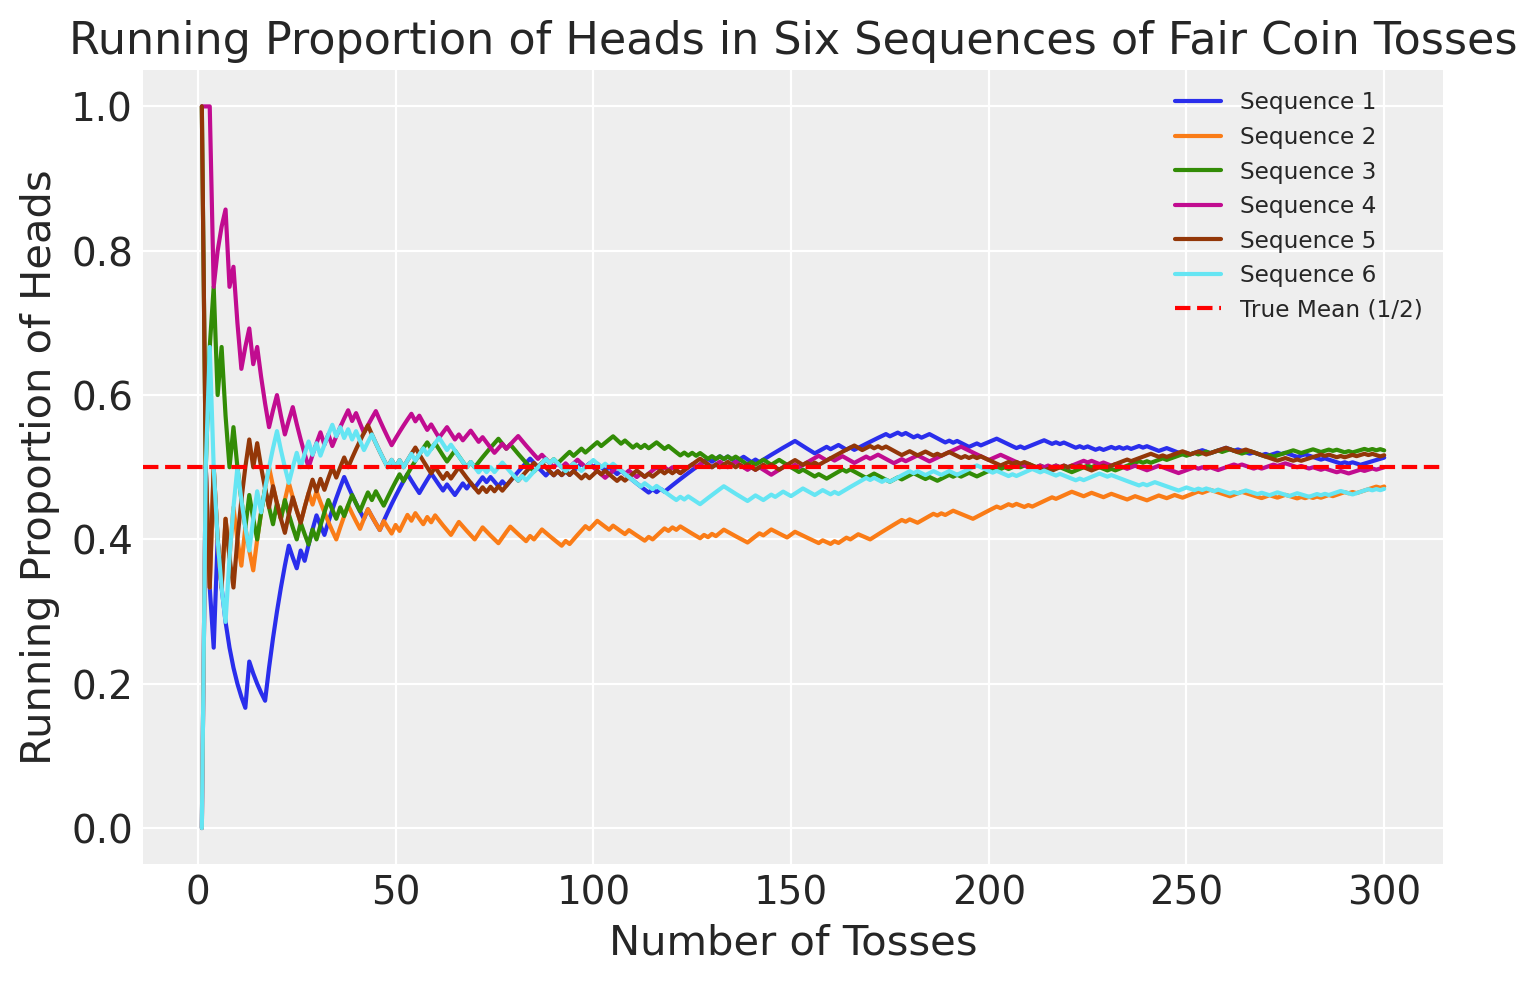 Running Proportion of Heads in Six Sequences of Fair Coin Tosses
Running Proportion of Heads
1.0
0.8
0.6
0.4
0.2
0.0
Sequence 1
Sequence 2
Sequence 3
Sequence 4
Sequence 5
Sequence 6
True Mean (1/2)
0 50 100 150 200 250 300
Number of Tosses